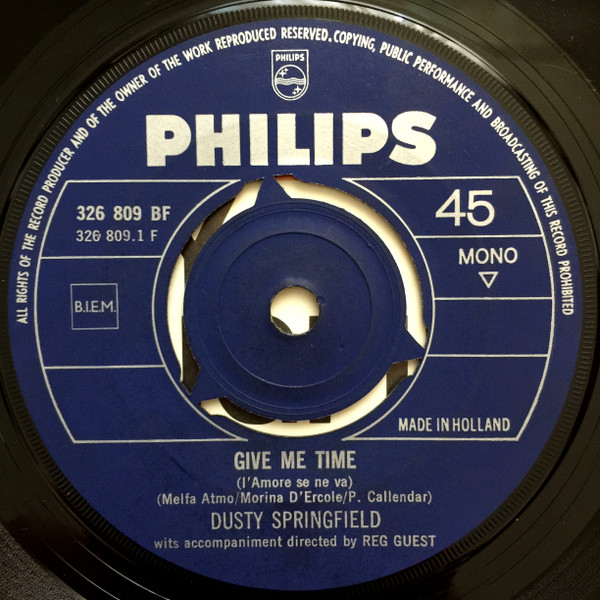 ALL RIGHTS OF THE RECORD PRODUCER AND OF THE OWNER OF THE WORK REPRODUCED RESERVED. COPYING, PUBLIC PERFORMANCE AND BROADCASTING OF THIS RECORD PROHIBITED
PHILIPS
PHILIPS
326 809 BF
326 809.1 F
45
MONO
B.I.E.M.
MADE IN HOLLAND
GIVE ME TIME
(I'Amore se ne va)
(Melfa Atmo/Morina D'Ercole/P. Callendar)
DUSTY SPRINGFIELD
wits accompaniment directed by REG GUEST